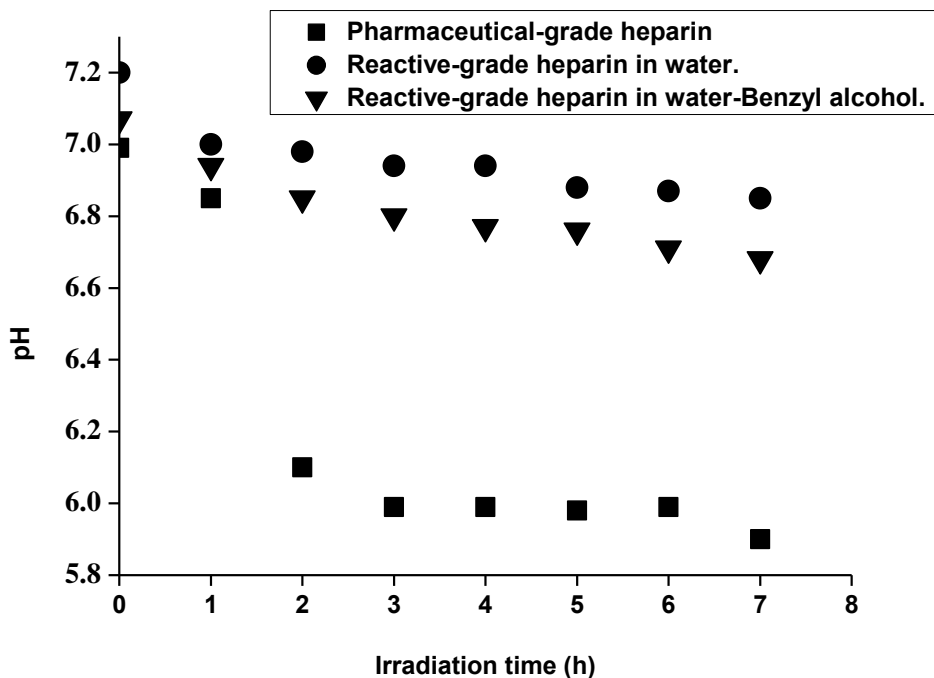 Pharmaceutical-grade heparin
Reactive-grade heparin in water.
Reactive-grade heparin in water-Benzyl alcohol.
7.2
7.0
6.8
6.6
6.4
6.2
6.0
5.8
pH
0 1 2 3 4 5 6 7 8
Irradiation time (h)